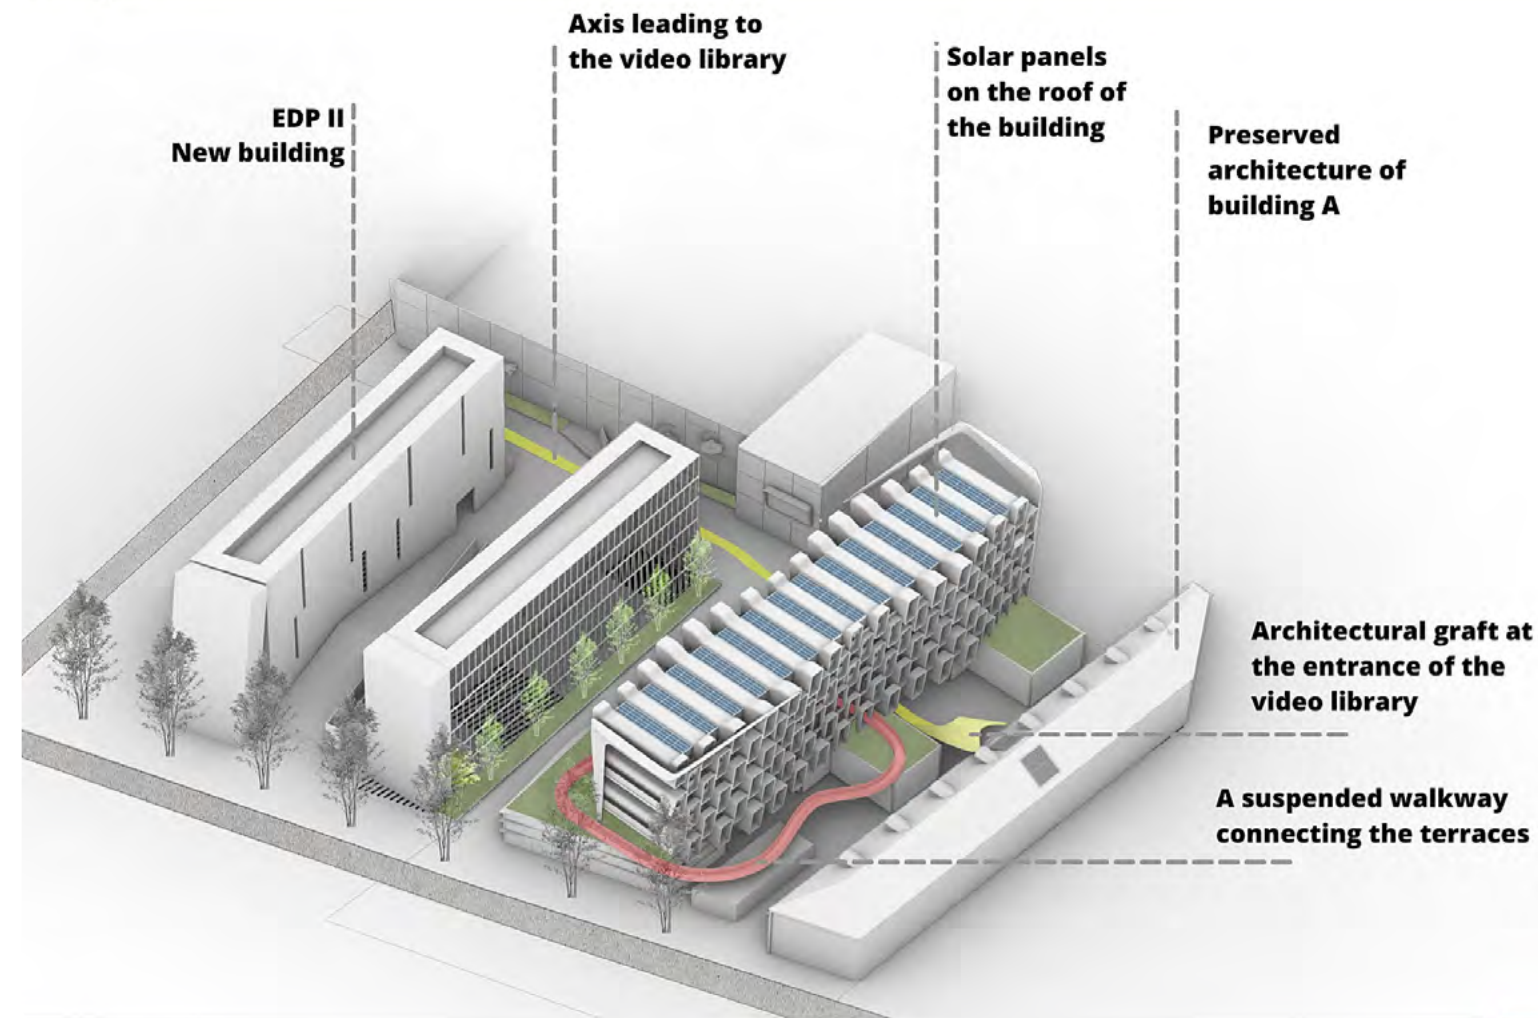 Axis leading to
the video library
Solar panels
on the roof of
the building
EDP II
New building
Preserved
architecture of
building A
Architectural graft at
the entrance of the
video library
A suspended walkway
connecting the terraces